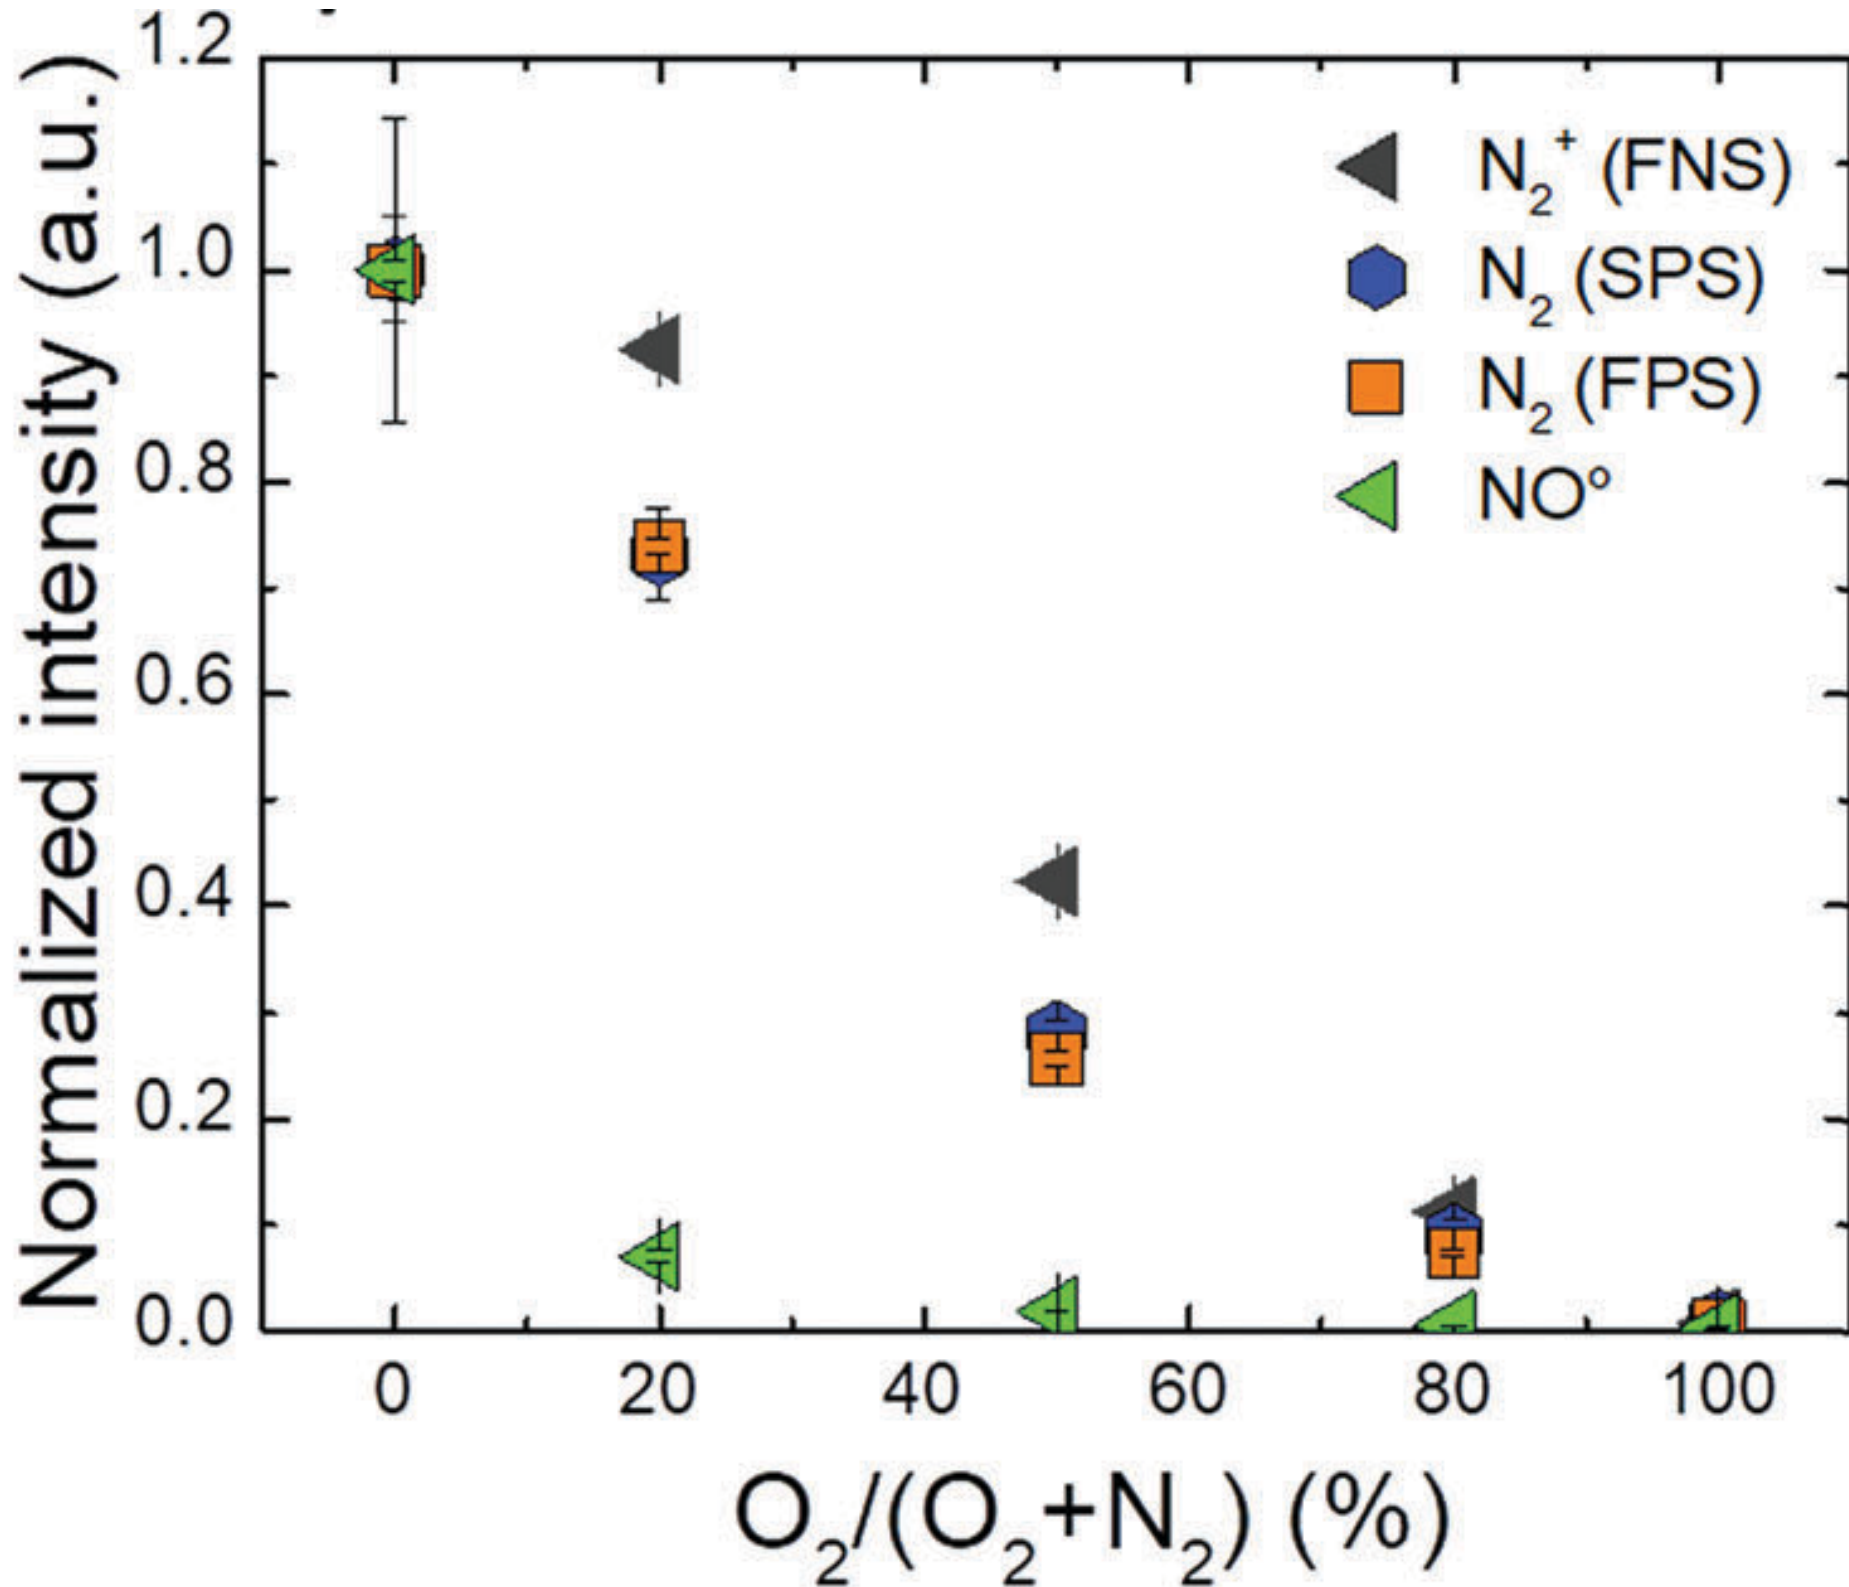 Normalized intensity (a.u.)
1.2
1.0
0.8
0.6
0.4
0.2
0.0
N₂⁺ (FNS)
N₂ (SPS)
N₂ (FPS)
NOº
0 20 40 60 80 100
O₂/(O₂+N₂) (%)